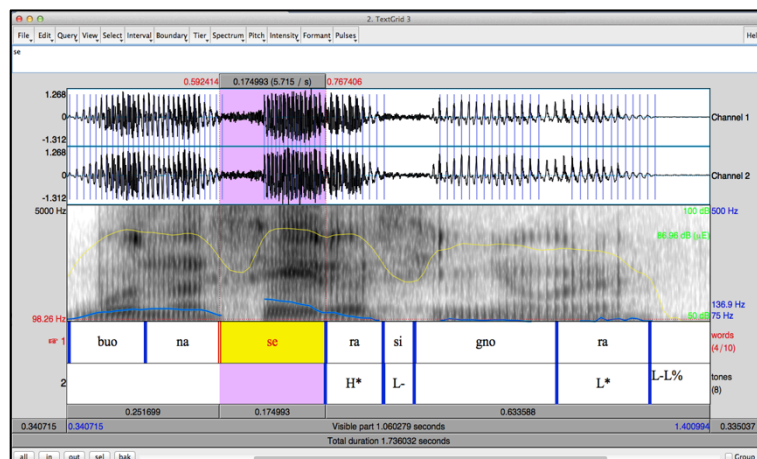 2. TextGrid 3
File Edit Query View Select Interval Boundary Tier Spectrum Pitch Intensity Formant Pulses Hel
se
0.592414 0.174993 (5.715 / s) 0.767406
1.268
0
-1.312
Channel 1
1.268
0
-1.312
Channel 2
5000 Hz 100 dB 500 Hz
86.96 dB (µE)
136.9 Hz
98.26 Hz 50 dB 75 Hz
1 buo na se ra si gno ra words (4/10)
2 H* L- L* L-L% tones (8)
0.251699 0.174993 0.633588
0.340715 0.340715 Visible part 1.060279 seconds 1.400994 0.335037
Total duration 1.736032 seconds
all in out sel bak Group